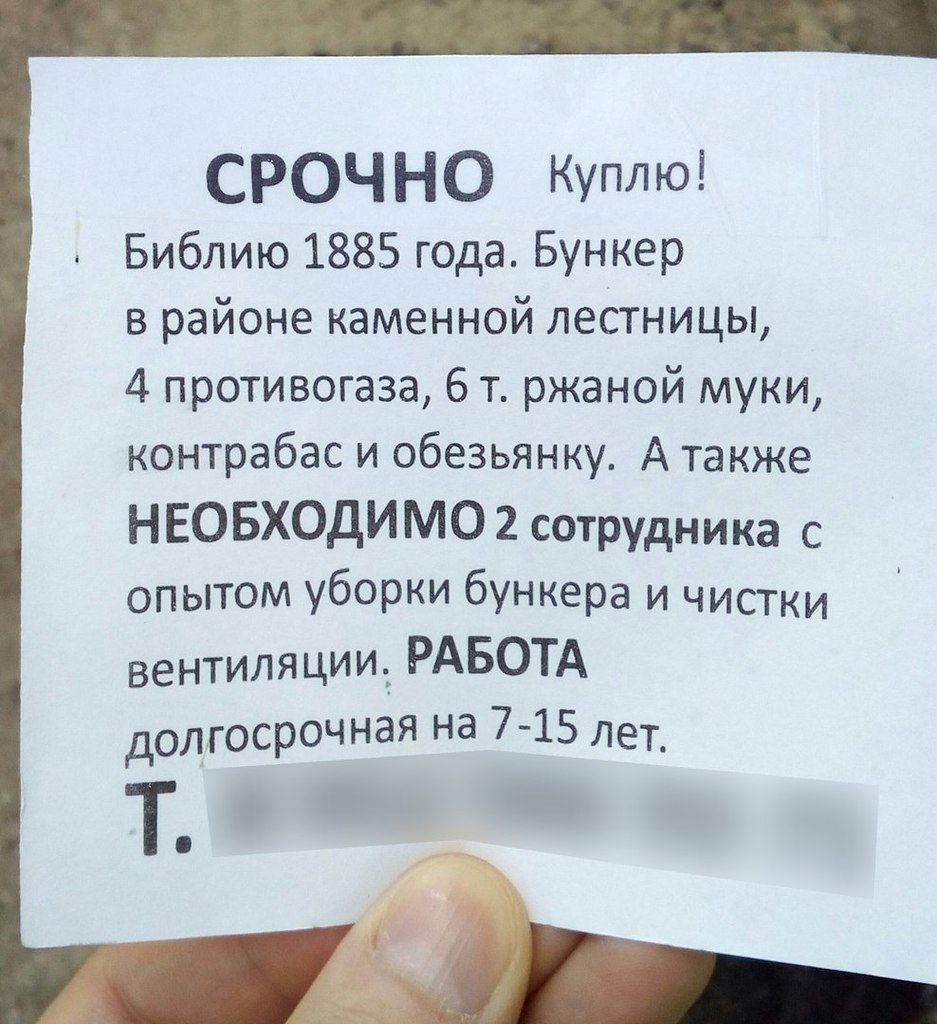 СРОЧНО Куплю!
Библию 1885 года. Бункер
в районе каменной лестницы,
4 противогаза, 6 т. ржаной муки,
контрабас и обезьянку. А также
НЕОБХОДИМО 2 сотрудника с
опытом уборки бункера и чистки
вентиляции. РАБОТА
долгосрочная на 7-15 лет.
Т.